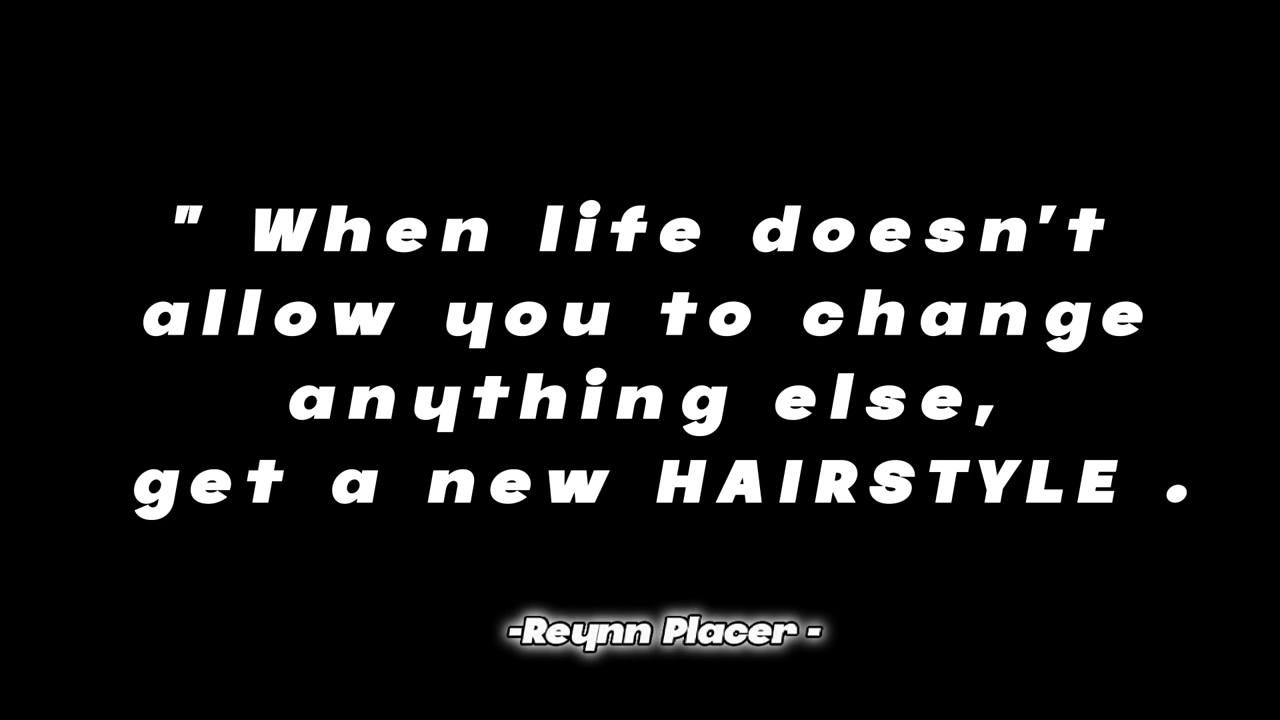 " When life doesn't
allow you to change
anything else,
get a new HAIRSTYLE .
-Reynn Placer -